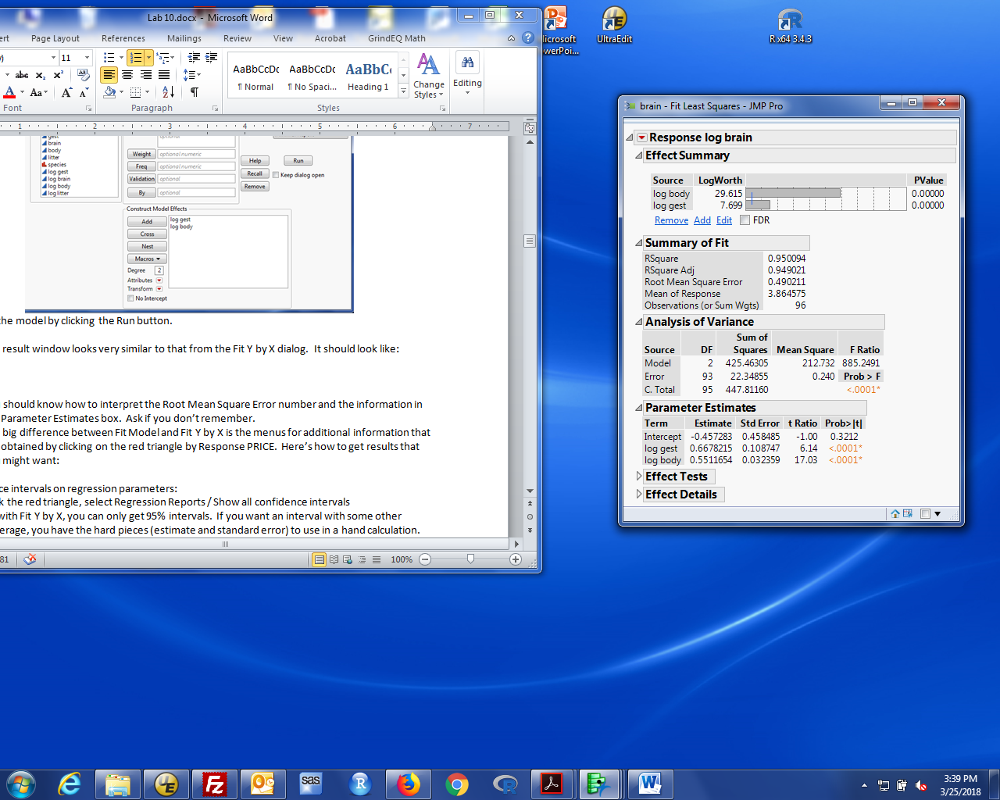 Lab 10.docx - Microsoft Word
ert Page Layout References Mailings Review View Acrobat GrindEQ Math
11
AaBbCcDc AaBbCcDc AaBbCc
¶ Normal ¶ No Spaci... Heading 1
Change Styles
Editing
abc x₂ x² Aa
A Aa A A
Font Paragraph Styles
1 2 3 4 5 6 7
gest
brain
body
litter
species
log gest
log brain
log body
log litter
Weight optional numeric
Freq optional numeric
Validation optional
By optional
Help Run
Recall Keep dialog open
Remove
Construct Model Effects
Add log gest
log body
Cross
Nest
Macros
Degree 2
Attributes
Transform
No Intercept
the model by clicking the Run button.
result window looks very similar to that from the Fit Y by X dialog. It should look like:
should know how to interpret the Root Mean Square Error number and the information in
Parameter Estimates box. Ask if you don't remember.
big difference between Fit Model and Fit Y by X is the menus for additional information that
obtained by clicking on the red triangle by Response PRICE. Here's how to get results that
might want:
ce intervals on regression parameters:
k the red triangle, select Regression Reports / Show all confidence intervals
with Fit Y by X, you can only get 95% intervals. If you want an interval with some other
erage, you have the hard pieces (estimate and standard error) to use in a hand calculation.
81 100%
icrosoft
werPoi...
UltraEdit
R x64 3.4.3
brain - Fit Least Squares - JMP Pro
Response log brain
Effect Summary
Source LogWorth PValue
log body 29.615 0.00000
log gest 7.699 0.00000
Remove Add Edit FDR
Summary of Fit
RSquare 0.950094
RSquare Adj 0.949021
Root Mean Square Error 0.490211
Mean of Response 3.864575
Observations (or Sum Wgts) 96
Analysis of Variance
Sum of
Source DF Squares Mean Square F Ratio
Model 2 425.46305 212.732 885.2491
Error 93 22.34855 0.240 Prob > F
C. Total 95 447.81160 <.0001*
Parameter Estimates
Term Estimate Std Error t Ratio Prob>|t|
Intercept -0.457283 0.458485 -1.00 0.3212
log gest 0.6678215 0.108747 6.14 <.0001*
log body 0.5511654 0.032359 17.03 <.0001*
Effect Tests
Effect Details
3:39 PM
3/25/2018